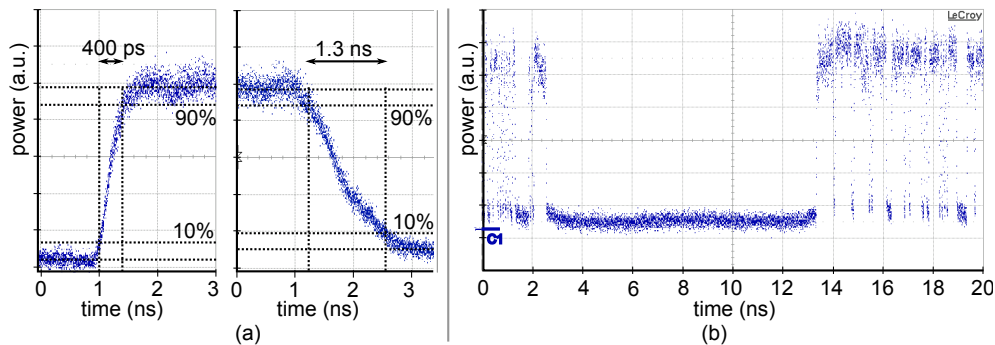 400 ps
90%
10%
power (a.u.)
0 1 2 3
time (ns)
1.3 ns
90%
10%
0 1 2 3
time (ns)
(a)
LeCroy
power (a.u.)
C1
0 2 4 6 8 10 12 14 16 18 20
time (ns)
(b)